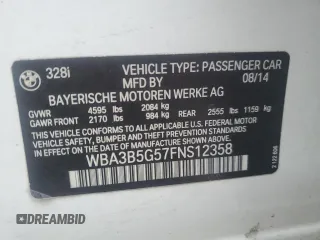 328i VEHICLE TYPE: PASSENGER CAR
08/14
BAYERISCHE MOTOREN WERKE AG
GVWR 4595 lbs 2084 kg
GAWR FRONT 2170 lbs 984 kg REAR 2555 lbs 1159 kg
THIS VEHICLE CONFORMS TO ALL APPLICABLE FEDERAL MOTOR
VEHICLE SAFETY, BUMPER, AND THEFT PREVENTION
STANDARDS IN EFFECT ON THE DATE OF MANUFACTURE
SHOWN ABOVE.
WBA3B5G57FNS12358
DREAMBID